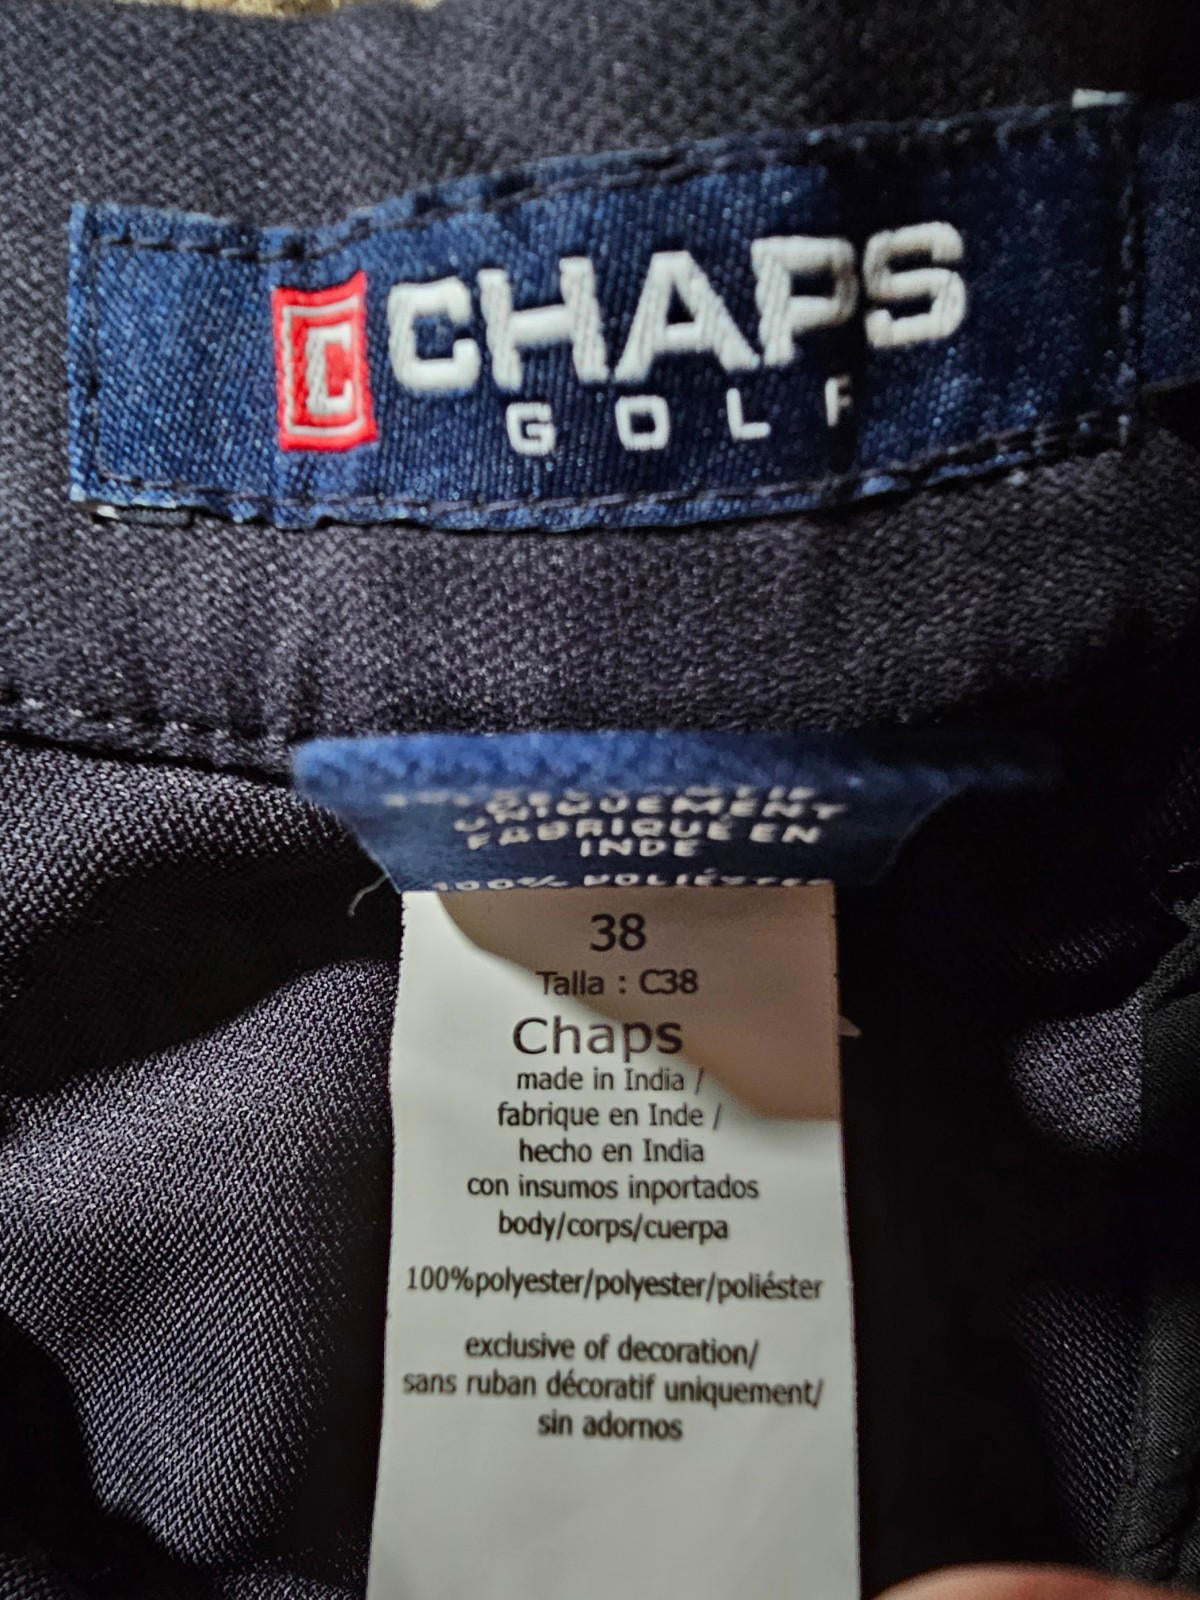 C CHAPS
GOLF
UNIQUEMENT
FABRIQUÉ EN
INDE
100% POLIÉSTER
38
Talla : C38
Chaps
made in India /
fabrique en Inde /
hecho en India
con insumos inportados
body/corps/cuerpa
100%polyester/polyester/poliéster
exclusive of decoration/
sans ruban décoratif uniquement/
sin adornos